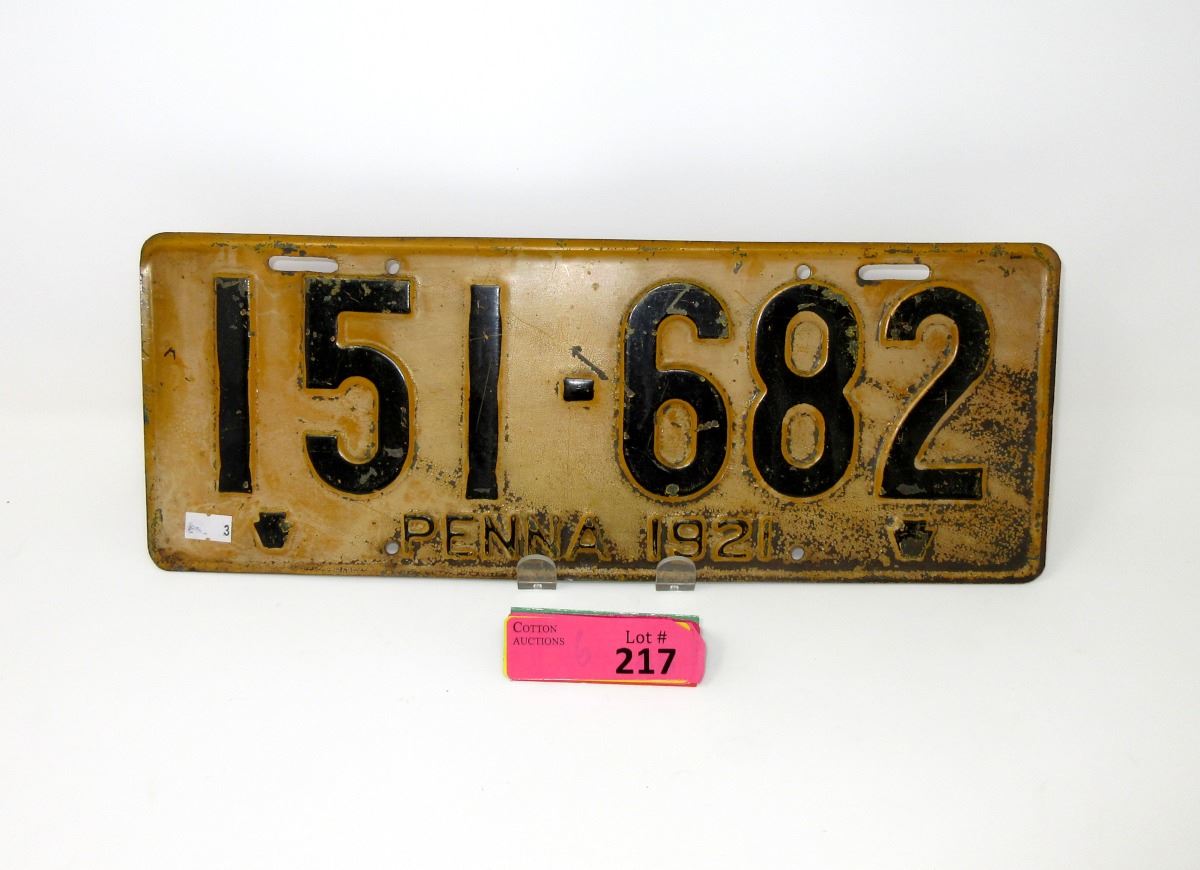 151-682
3
PENNA 1921
COTTON
AUCTIONS
Lot #
217